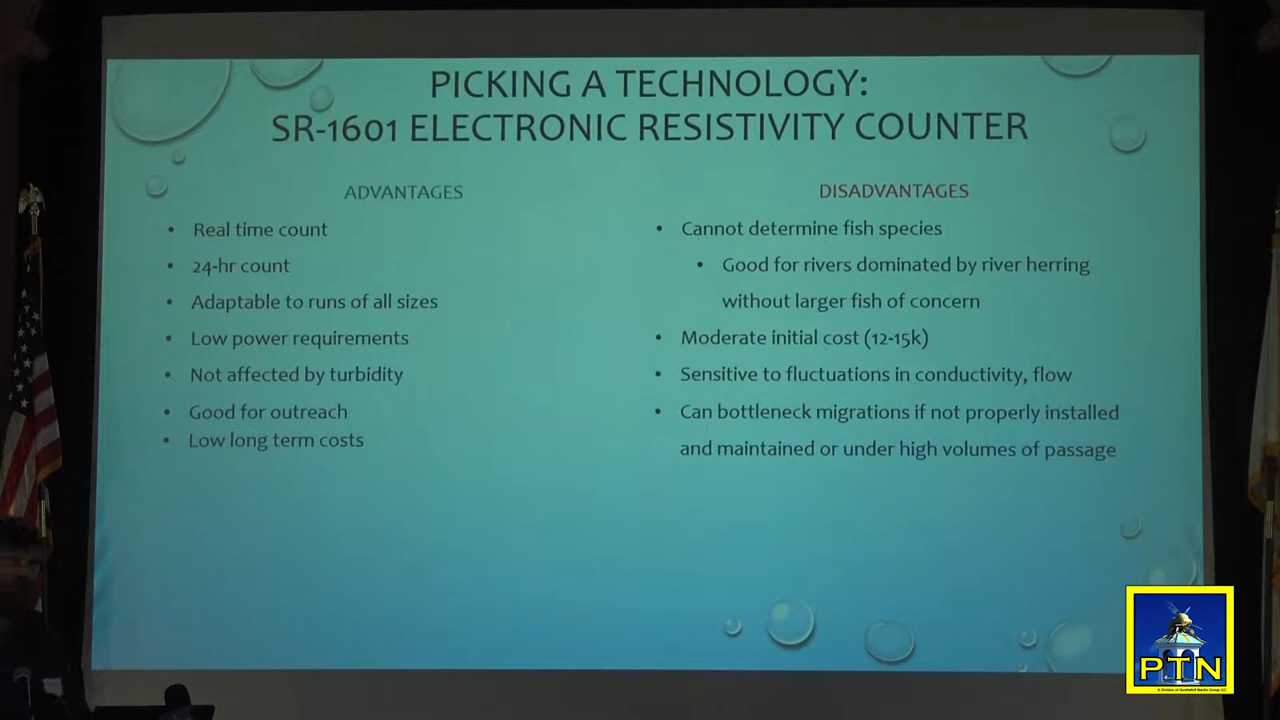 PICKING A TECHNOLOGY:
SR-1601 ELECTRONIC RESISTIVITY COUNTER
ADVANTAGES
• Real time count
• 24-hr count
• Adaptable to runs of all sizes
• Low power requirements
• Not affected by turbidity
• Good for outreach
• Low long term costs
DISADVANTAGES
• Cannot determine fish species
• Good for rivers dominated by river herring
without larger fish of concern
• Moderate initial cost (12-15k)
• Sensitive to fluctuations in conductivity, flow
• Can bottleneck migrations if not properly installed
and maintained or under high volumes of passage
PTN